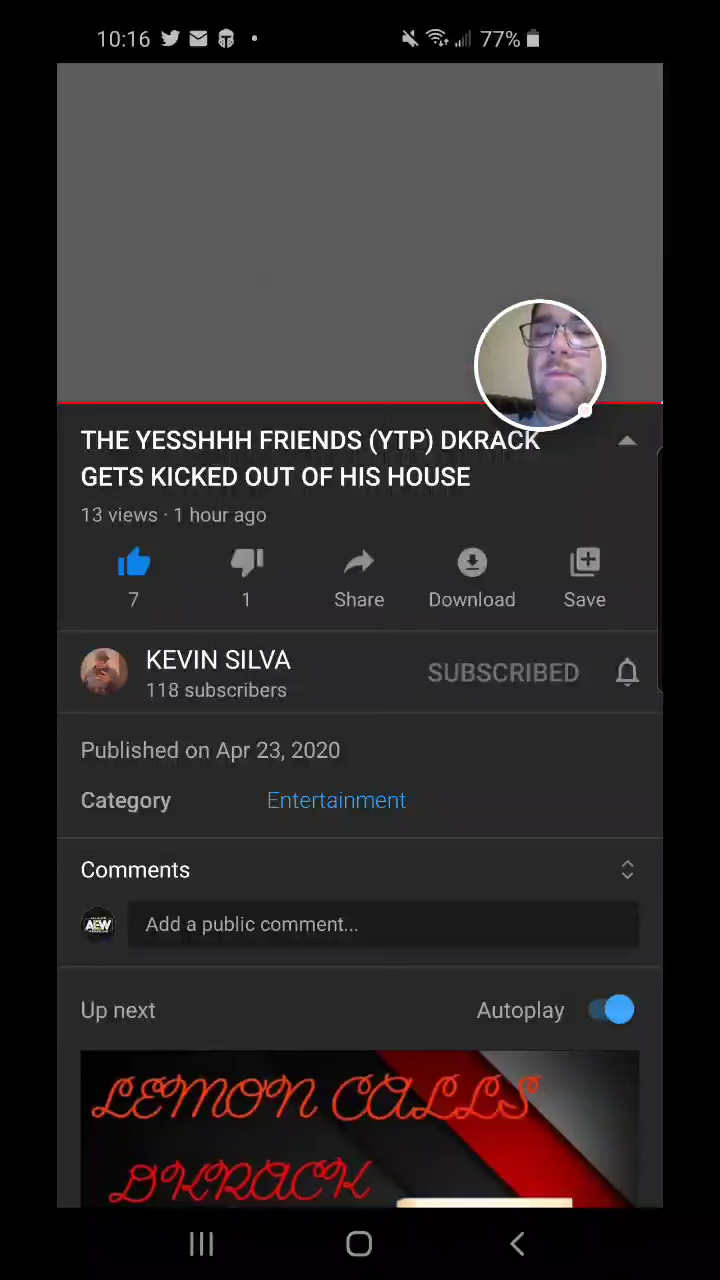 10:16
77%
THE YESSHHH FRIENDS (YTP) DKRACK
GETS KICKED OUT OF HIS HOUSE
13 views · 1 hour ago
7
1
Share
Download
Save
KEVIN SILVA
118 subscribers
SUBSCRIBED
Published on Apr 23, 2020
Category
Entertainment
Comments
AEW
Add a public comment...
Up next
Autoplay
LEMON CALLS
DKRACK